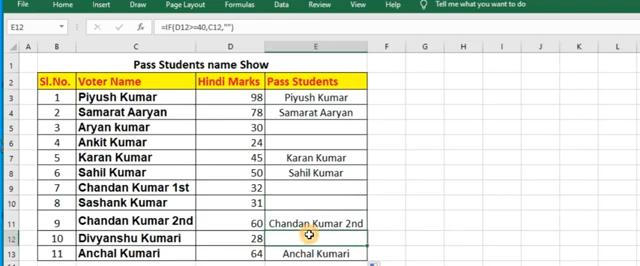 File Home Insert Draw Page Layout Formulas Data Review View Developer Help Tell me what you want to do
E12 =IF(D12>=40,C12,"")
A B C D E F G H I J K L
1 Pass Students name Show
2 Sl.No. Voter Name Hindi Marks Pass Students
3 1 Piyush Kumar 98 Piyush Kumar
4 2 Samarat Aaryan 78 Samarat Aaryan
5 3 Aryan kumar 30
6 4 Ankit Kumar 24
7 5 Karan Kumar 45 Karan Kumar
8 6 Sahil Kumar 50 Sahil Kumar
9 7 Chandan Kumar 1st 32
10 8 Sashank Kumar 31
11 9 Chandan Kumar 2nd 60 Chandan Kumar 2nd
12 10 Divyanshu Kumari 28
13 11 Anchal Kumari 64 Anchal Kumari